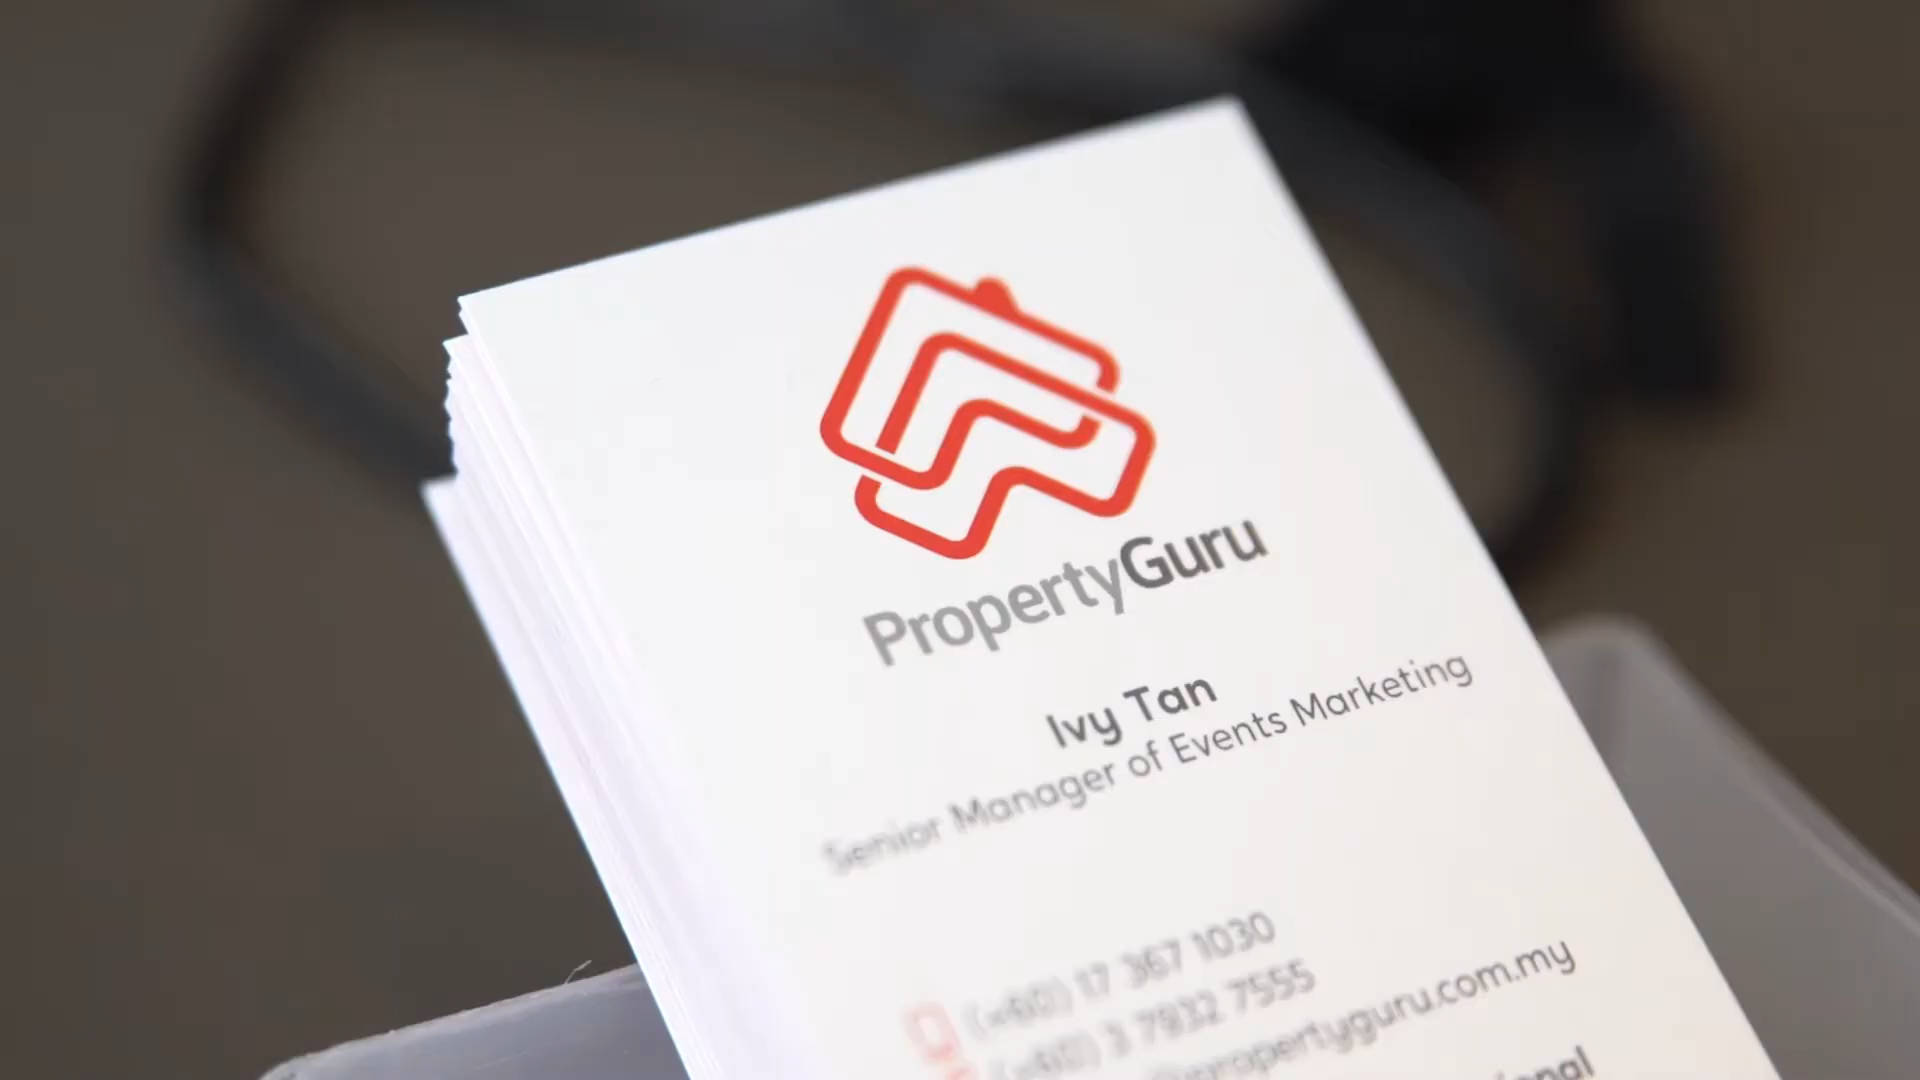 PropertyGuru
Ivy Tan
Senior Manager of Events Marketing
(+60) 17 367 1030
(+60) 3 7932 7555
propertyguru.com.my